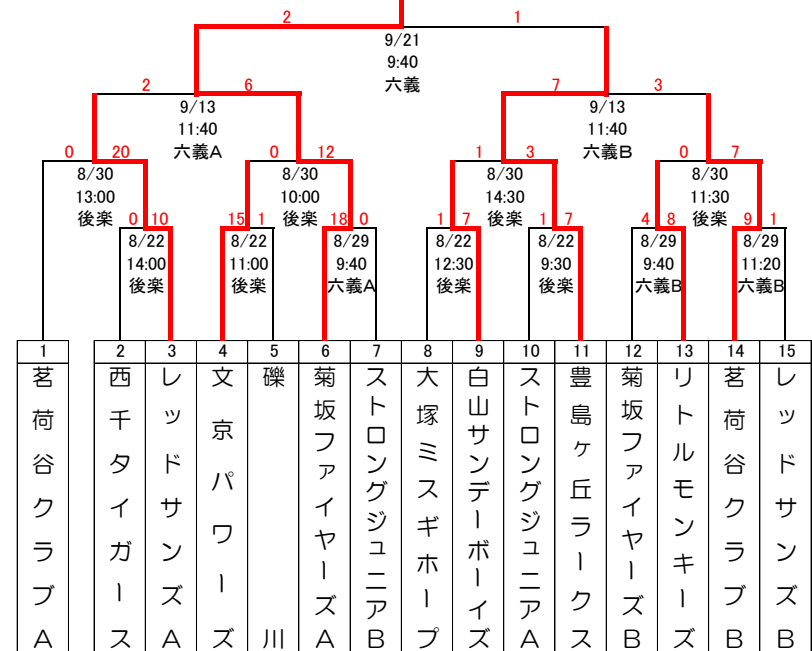 2 1
9/21
9:40
六義
2 6 7 3
9/13 9/13
11:40 11:40
六義A 六義B
0 20 0 12 1 3 0 7
8/30 8/30 8/30 8/30
13:00 10:00 14:30 11:30
後楽 後楽 後楽 後楽
0 10 15 1 18 0 1 7 1 7 4 8 9 1
8/22 8/22 8/29 8/22 8/22 8/29 8/29
14:00 11:00 9:40 12:30 9:30 9:40 11:20
後楽 後楽 六義A 後楽 後楽 六義B 六義B
1 2 3 4 5 6 7 8 9 10 11 12 13 14 15
茗荷谷クラブA
西千タイガース
レッドサンズA
文京パワーズ
礫川
菊坂ファイヤーズA
ストロングジュニアB
大塚ミスギホープ
白山サンデーボーイズ
ストロングジュニアA
豊島ヶ丘ラークス
菊坂ファイヤーズB
リトルモンキーズ
茗荷谷クラブB
レッドサンズB